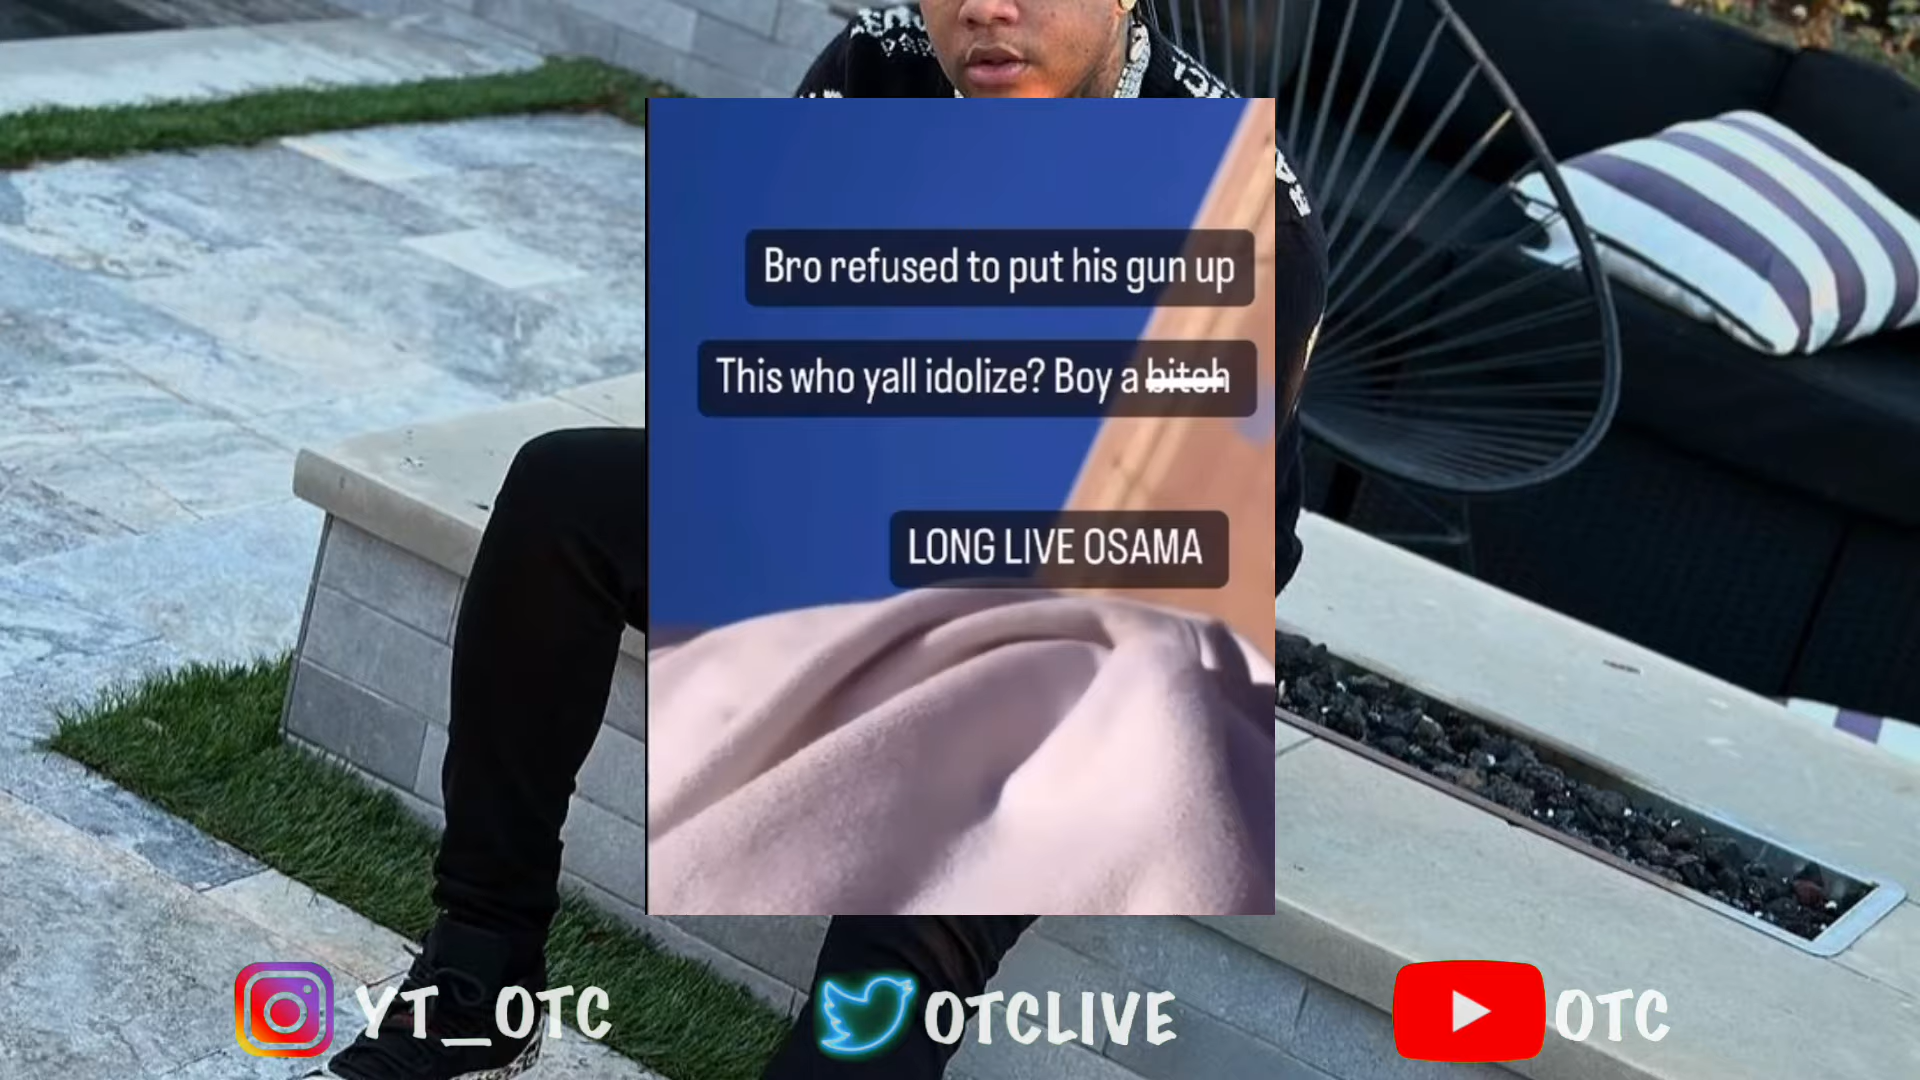 Bro refused to put his gun up
This who yall idolize? Boy a bitch
LONG LIVE OSAMA
YT_OTC
OTCLIVE
OTC